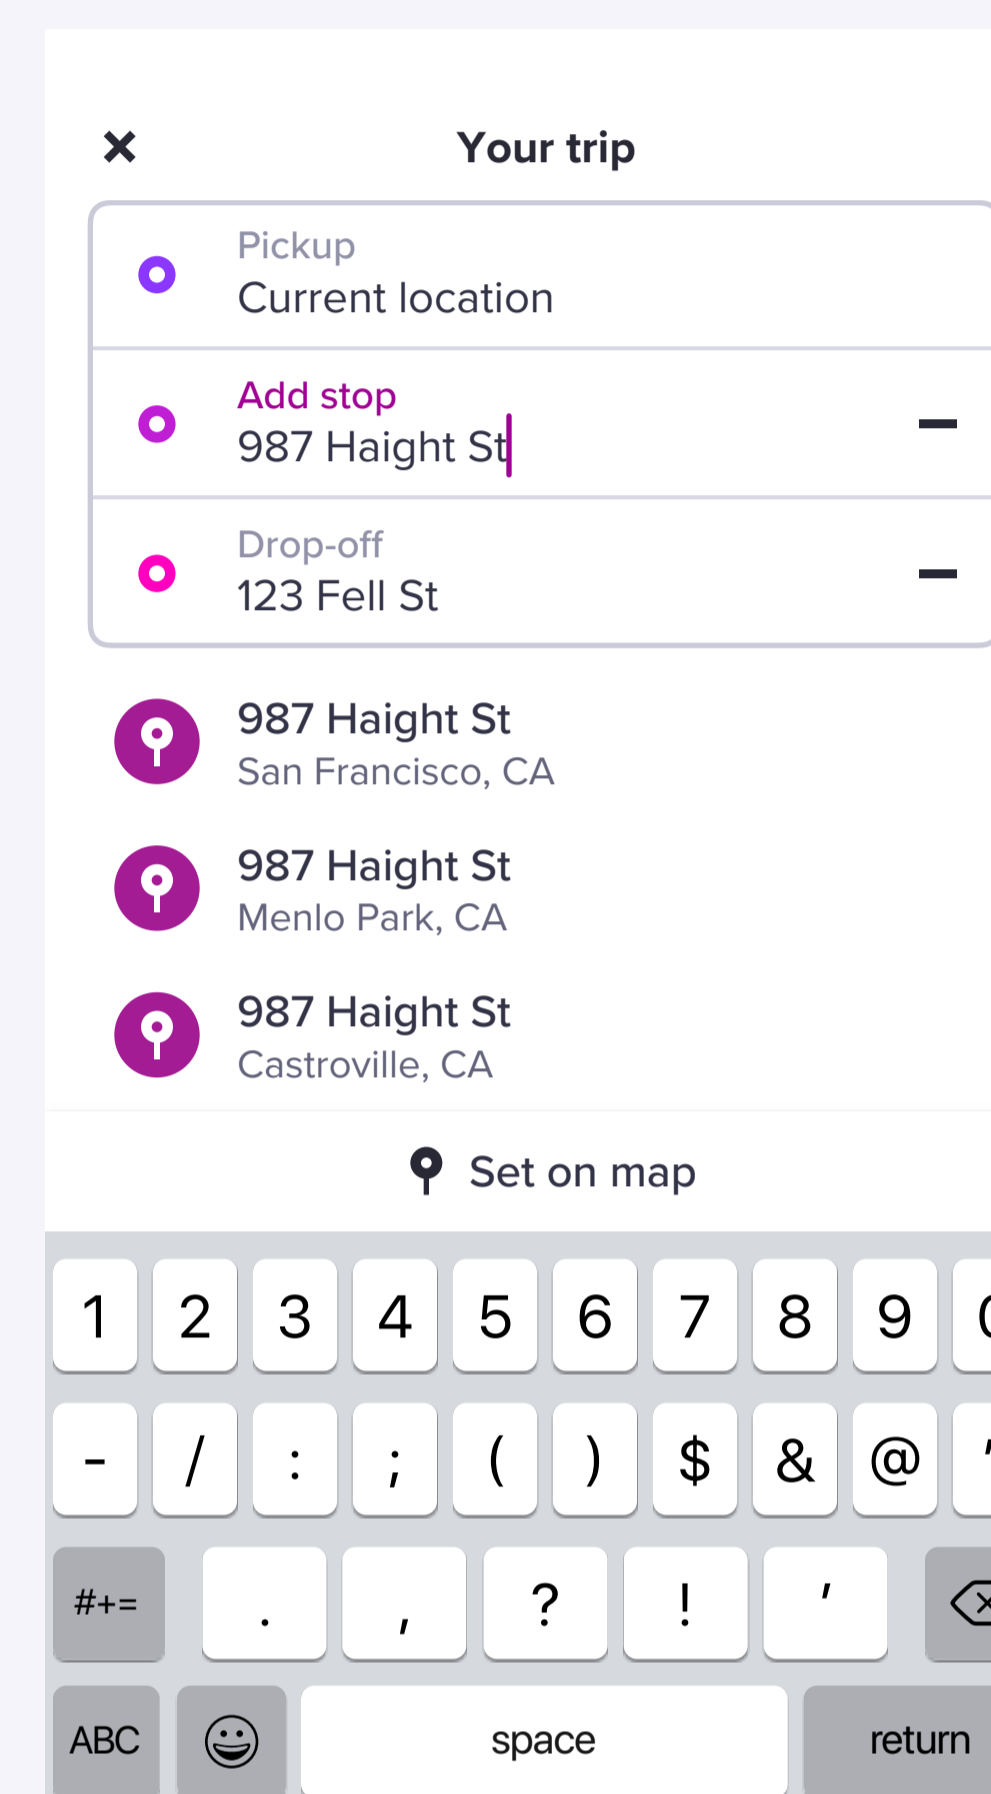 Your trip
Pickup
Current location
Add stop
987 Haight St
Drop-off
123 Fell St
987 Haight St
San Francisco, CA
987 Haight St
Menlo Park, CA
987 Haight St
Castroville, CA
Set on map
1 2 3 4 5 6 7 8 9
- / : ; ( ) $ & @
#+= . , ? ! '
ABC space return